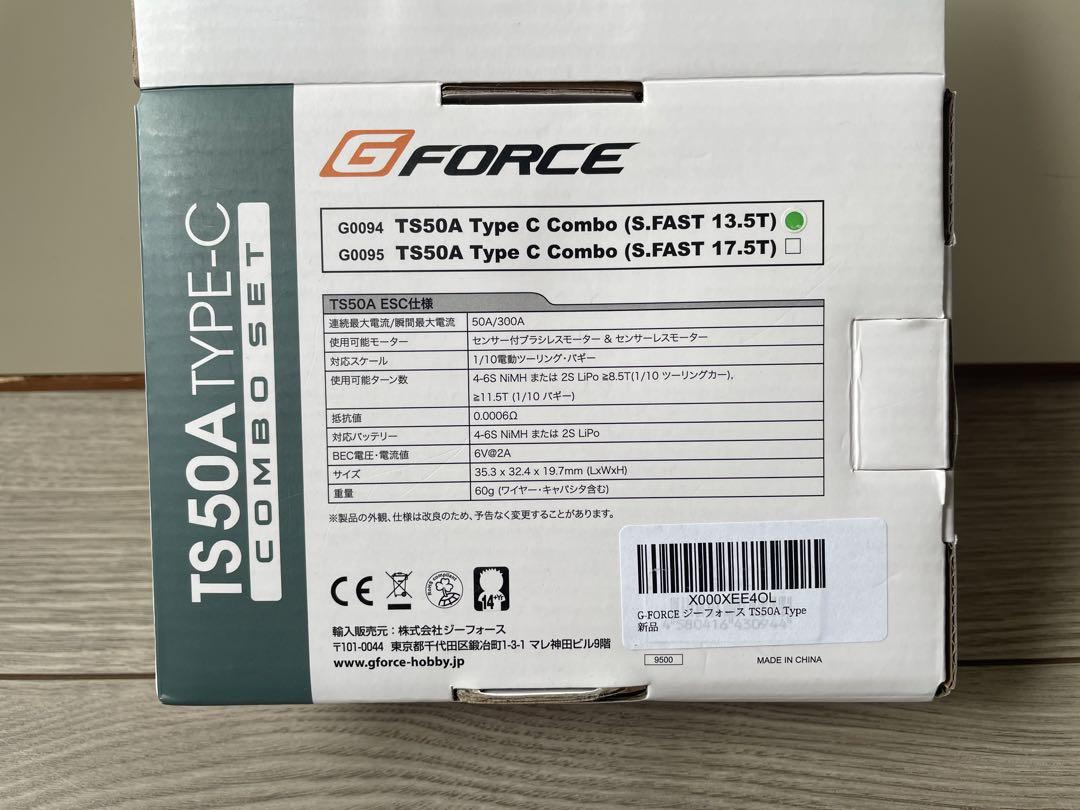 TS50A TYPE-C
COMBO SET
G FORCE
G0094 TS50A Type C Combo (S.FAST 13.5T)
G0095 TS50A Type C Combo (S.FAST 17.5T)
TS50A ESC仕様
連続最大電流/瞬間最大電流 50A/300A
使用可能モーター センサー付ブラシレスモーター & センサーレスモーター
対応スケール 1/10電動ツーリング・バギー
使用可能ターン数 4-6S NiMH または 2S LiPo ≧8.5T(1/10 ツーリングカー),
≧11.5T (1/10 バギー)
抵抗値 0.0006Ω
対応バッテリー 4-6S NiMH または 2S LiPo
BEC電圧・電流値 6V@2A
サイズ 35.3 x 32.4 x 19.7mm (LxWxH)
重量 60g (ワイヤー・キャパシタ含む)
※製品の外観、仕様は改良のため、予告なく変更することがあります。
CE
RoHS compliant
14+Yr
X000XEE4OL
G-FORCE ジーフォース TS50A Type
新品
4 580416 430944
輸入販売元：株式会社ジーフォース
〒101-0044 東京都千代田区鍛冶町1-3-1 マレ神田ビル9階
www.gforce-hobby.jp
9500
MADE IN CHINA